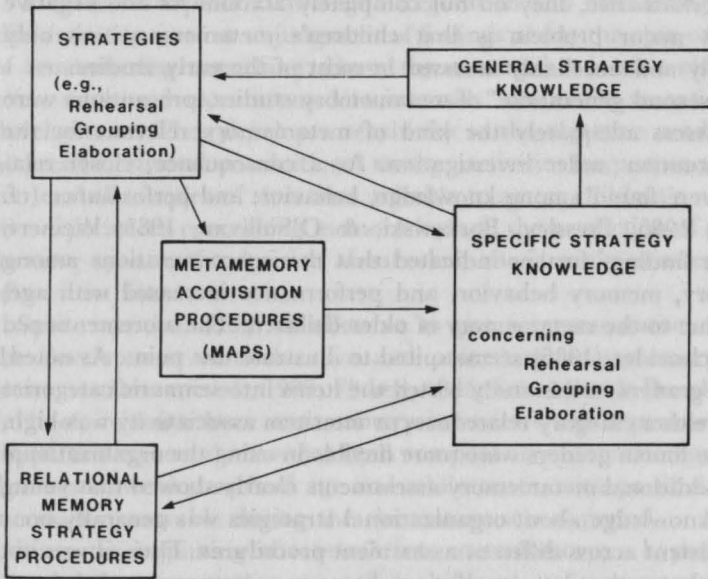 STRATEGIES
(e.g.,
Rehearsal
Grouping
Elaboration)
GENERAL STRATEGY
KNOWLEDGE
METAMEMORY
ACQUISITION
PROCEDURES
(MAPS)
SPECIFIC STRATEGY
KNOWLEDGE
concerning
Rehearsal
Grouping
Elaboration
RELATIONAL
MEMORY
STRATEGY
PROCEDURES